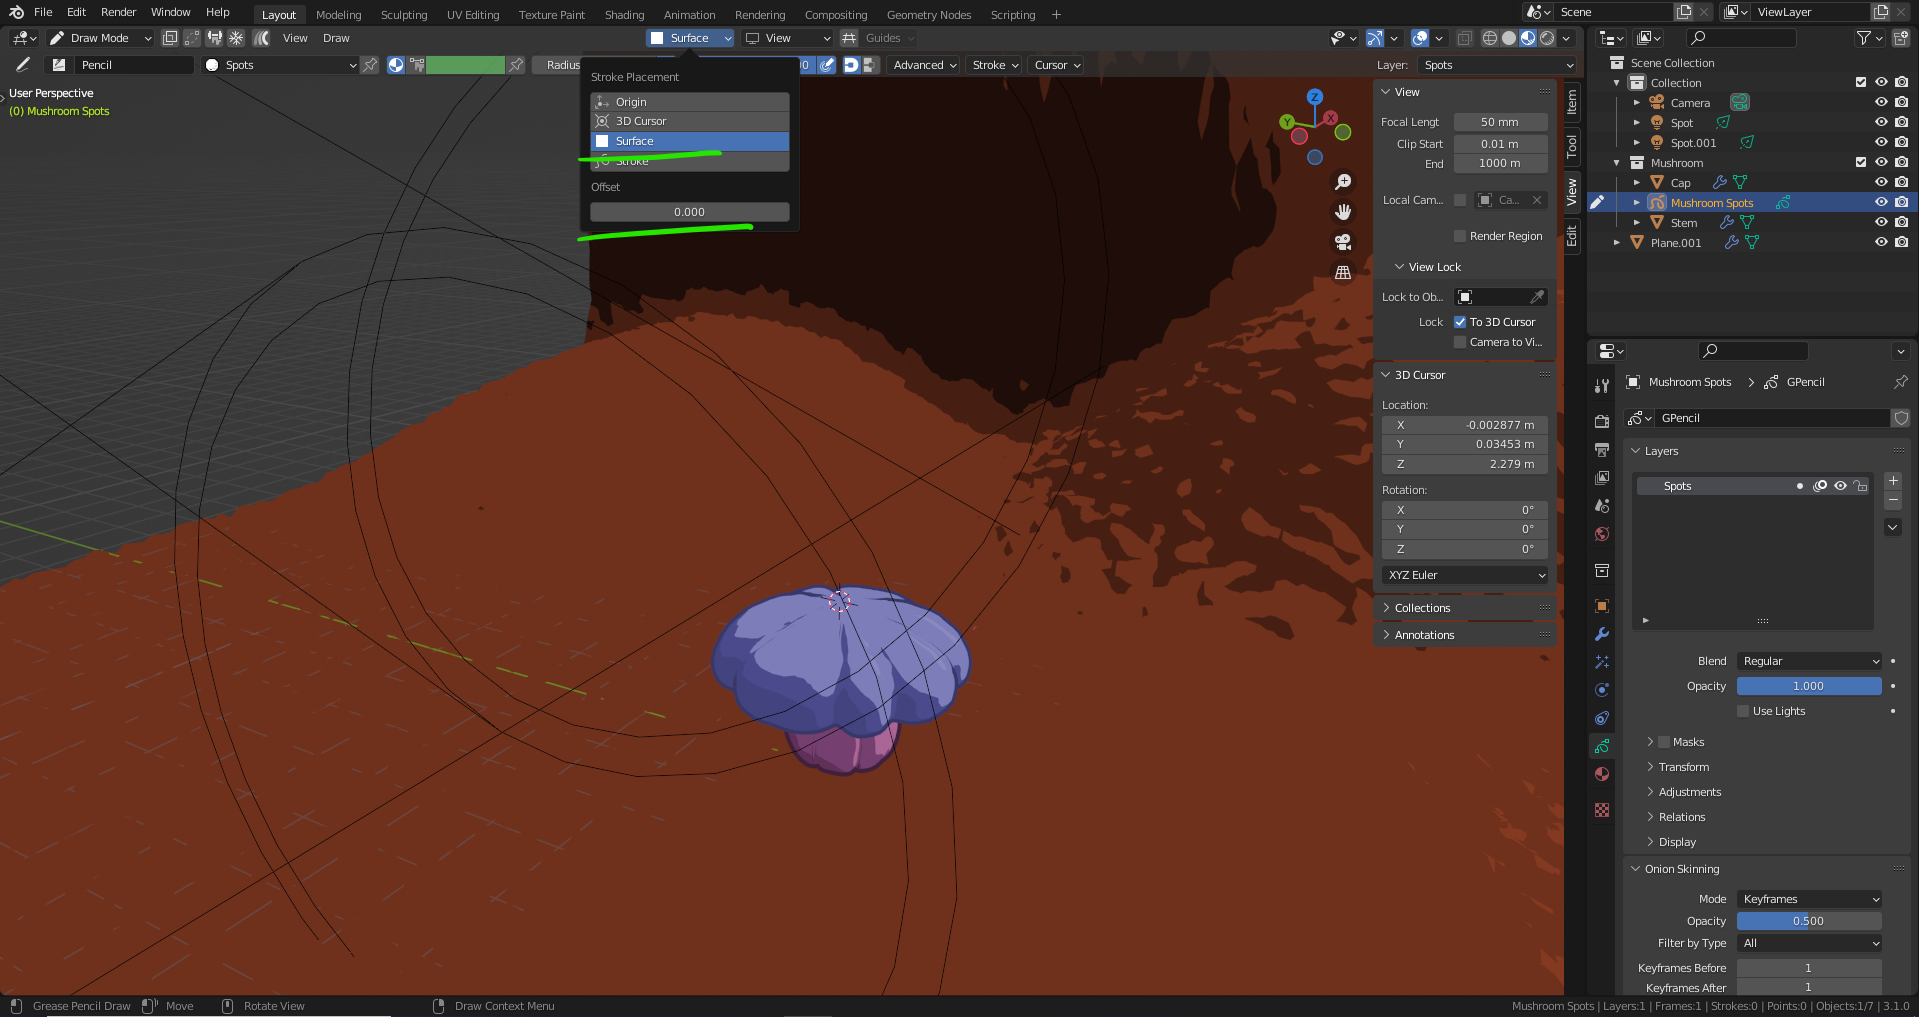 File Edit Render Window Help Layout Modeling Sculpting UV Editing Texture Paint Shading Animation Rendering Compositing Geometry Nodes Scripting + Scene ViewLayer
Draw Mode View Draw Surface View Guides
Pencil Spots Radius Advanced Stroke Cursor Layer: Spots
User Perspective
(0) Mushroom Spots
Stroke Placement
Origin
3D Cursor
Surface
Stroke
Offset
0.000
Z
Y
X
View
Focal Lengt 50 mm
Clip Start 0.01 m
End 1000 m
Local Cam... Ca...
Render Region
View Lock
Lock to Ob...
Lock To 3D Cursor
Camera to Vi...
3D Cursor
Location:
X -0.002877 m
Y 0.03453 m
Z 2.279 m
Rotation:
X 0°
Y 0°
Z 0°
XYZ Euler
Collections
Annotations
Item
Tool
View
Edit
Scene Collection
Collection
Camera
Spot
Spot.001
Mushroom
Cap
Mushroom Spots
Stem
Plane.001
Mushroom Spots GPencil
GPencil
Layers
Spots
Blend Regular
Opacity 1.000
Use Lights
Masks
Transform
Adjustments
Relations
Display
Onion Skinning
Mode Keyframes
Opacity 0.500
Filter by Type All
Keyframes Before 1
Keyframes After 1
Grease Pencil Draw Move Rotate View Draw Context Menu Mushroom Spots | Layers:1 | Frames:1 | Strokes:0 | Points:0 | Objects:1/7 | 3.1.0